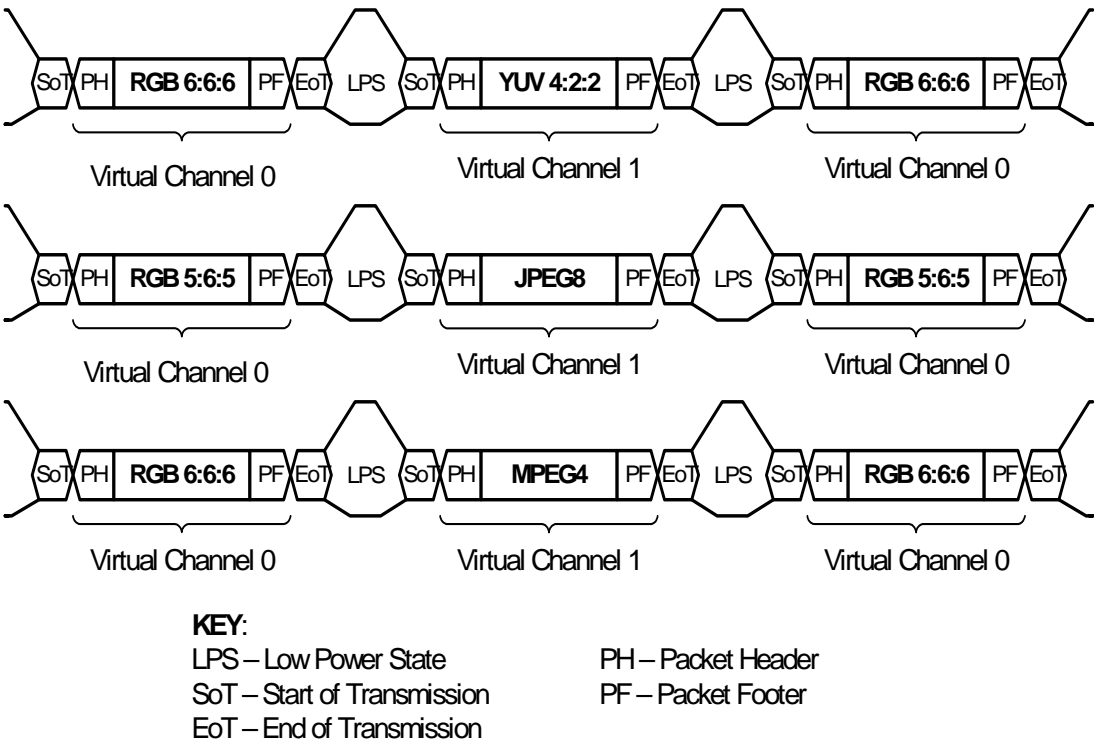 SoT PH RGB 6:6:6 PF EoT LPS SoT PH YUV 4:2:2 PF EoT LPS SoT PH RGB 6:6:6 PF EoT
Virtual Channel 0 Virtual Channel 1 Virtual Channel 0
SoT PH RGB 5:6:5 PF EoT LPS SoT PH JPEG8 PF EoT LPS SoT PH RGB 5:6:5 PF EoT
Virtual Channel 0 Virtual Channel 1 Virtual Channel 0
SoT PH RGB 6:6:6 PF EoT LPS SoT PH MPEG4 PF EoT LPS SoT PH RGB 6:6:6 PF EoT
Virtual Channel 0 Virtual Channel 1 Virtual Channel 0
KEY:
LPS – Low Power State PH – Packet Header
SoT – Start of Transmission PF – Packet Footer
EoT – End of Transmission